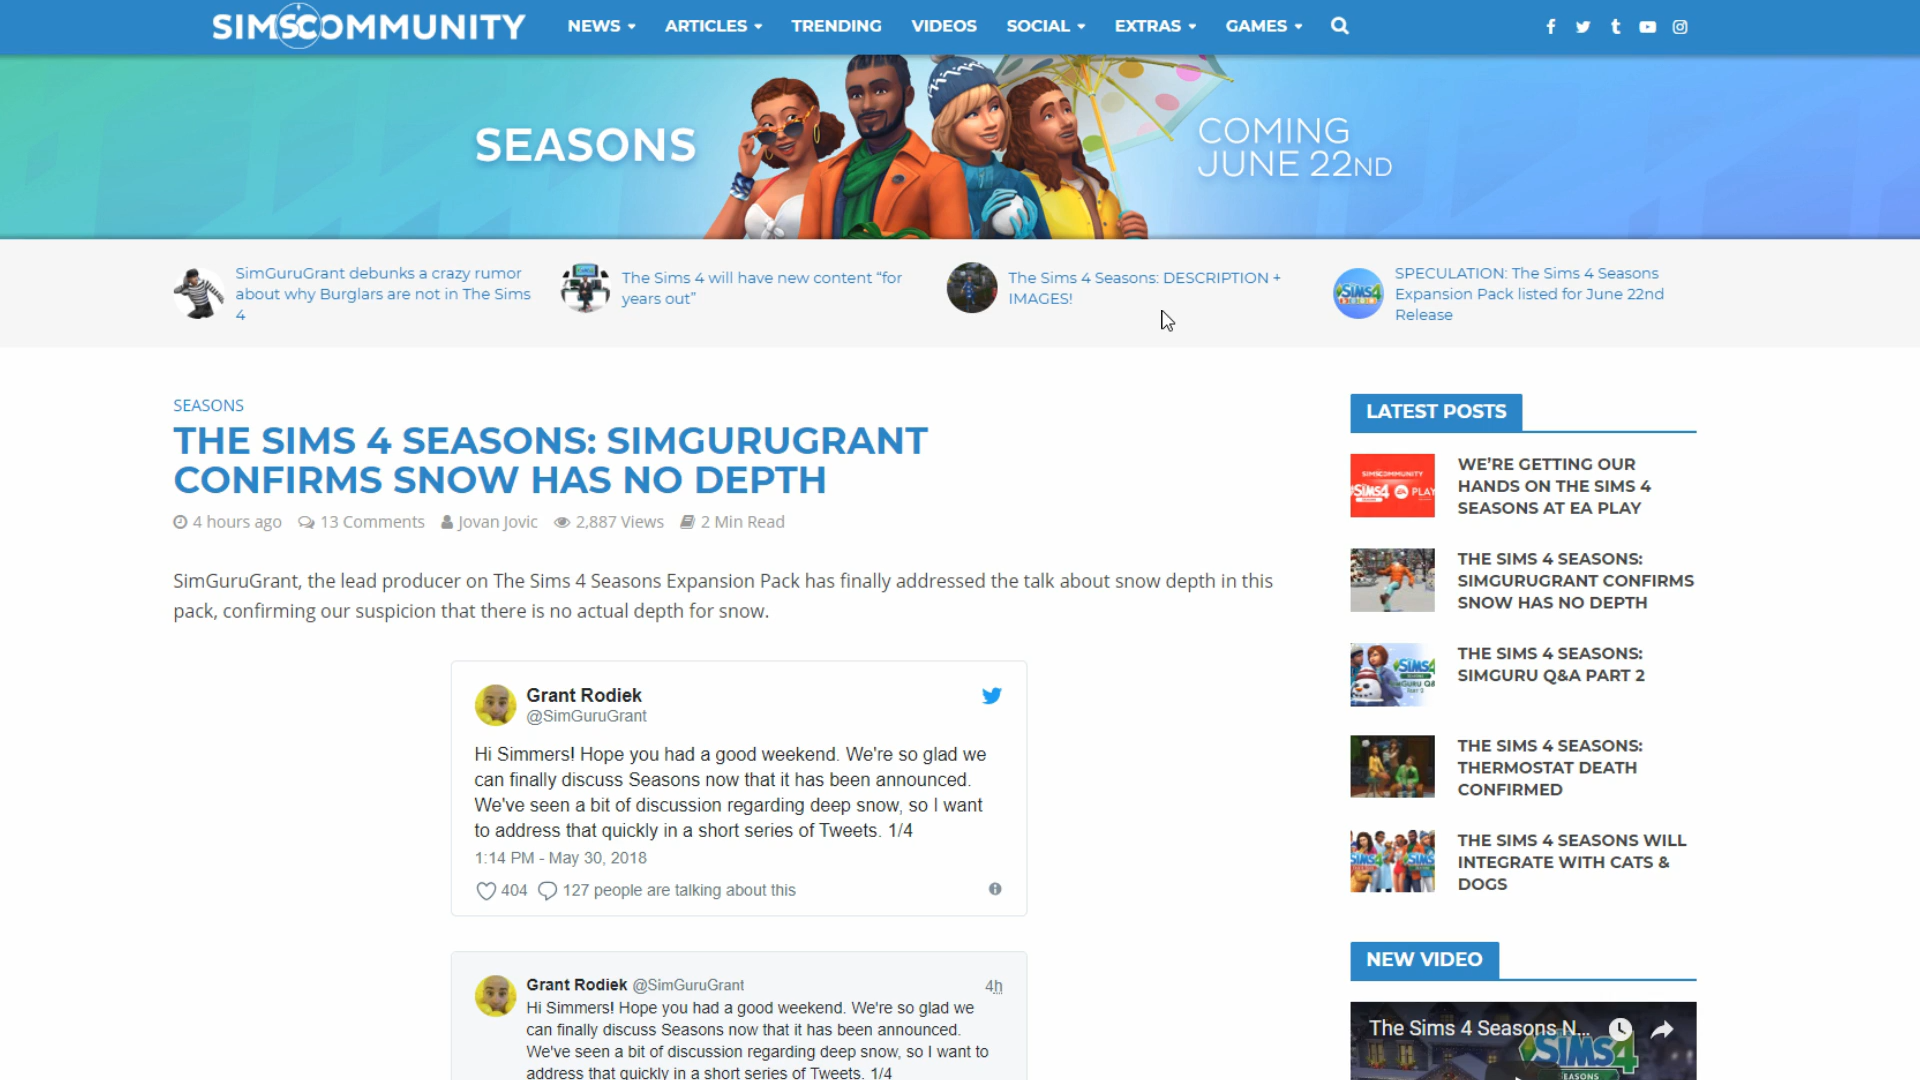 SIMSCOMMUNITY
NEWS
ARTICLES
TRENDING
VIDEOS
SOCIAL
EXTRAS
GAMES
SEASONS
COMING
JUNE 22ND
SimGuruGrant debunks a crazy rumor
about why Burglars are not in The Sims
4
The Sims 4 will have new content “for
years out”
The Sims 4 Seasons: DESCRIPTION +
IMAGES!
SPECULATION: The Sims 4 Seasons
Expansion Pack listed for June 22nd
Release
SEASONS
THE SIMS 4 SEASONS: SIMGURUGRANT
CONFIRMS SNOW HAS NO DEPTH
4 hours ago 13 Comments Jovan Jovic 2,887 Views 2 Min Read
SimGuruGrant, the lead producer on The Sims 4 Seasons Expansion Pack has finally addressed the talk about snow depth in this
pack, confirming our suspicion that there is no actual depth for snow.
Grant Rodiek
@SimGuruGrant
Hi Simmers! Hope you had a good weekend. We're so glad we
can finally discuss Seasons now that it has been announced.
We've seen a bit of discussion regarding deep snow, so I want
to address that quickly in a short series of Tweets. 1/4
1:14 PM - May 30, 2018
404 127 people are talking about this
Grant Rodiek @SimGuruGrant 4h
Hi Simmers! Hope you had a good weekend. We're so glad we
can finally discuss Seasons now that it has been announced.
We've seen a bit of discussion regarding deep snow, so I want to
address that quickly in a short series of Tweets. 1/4
LATEST POSTS
SIMSCOMMUNITY
SIMS4 EA PLAY
WE’RE GETTING OUR
HANDS ON THE SIMS 4
SEASONS AT EA PLAY
THE SIMS 4 SEASONS:
SIMGURUGRANT CONFIRMS
SNOW HAS NO DEPTH
THE SIMS 4 SEASONS:
SIMGURU Q&A PART 2
THE SIMS 4 SEASONS:
THERMOSTAT DEATH
CONFIRMED
THE SIMS 4 SEASONS WILL
INTEGRATE WITH CATS &
DOGS
NEW VIDEO
The Sims 4 Seasons N...
SIMS4